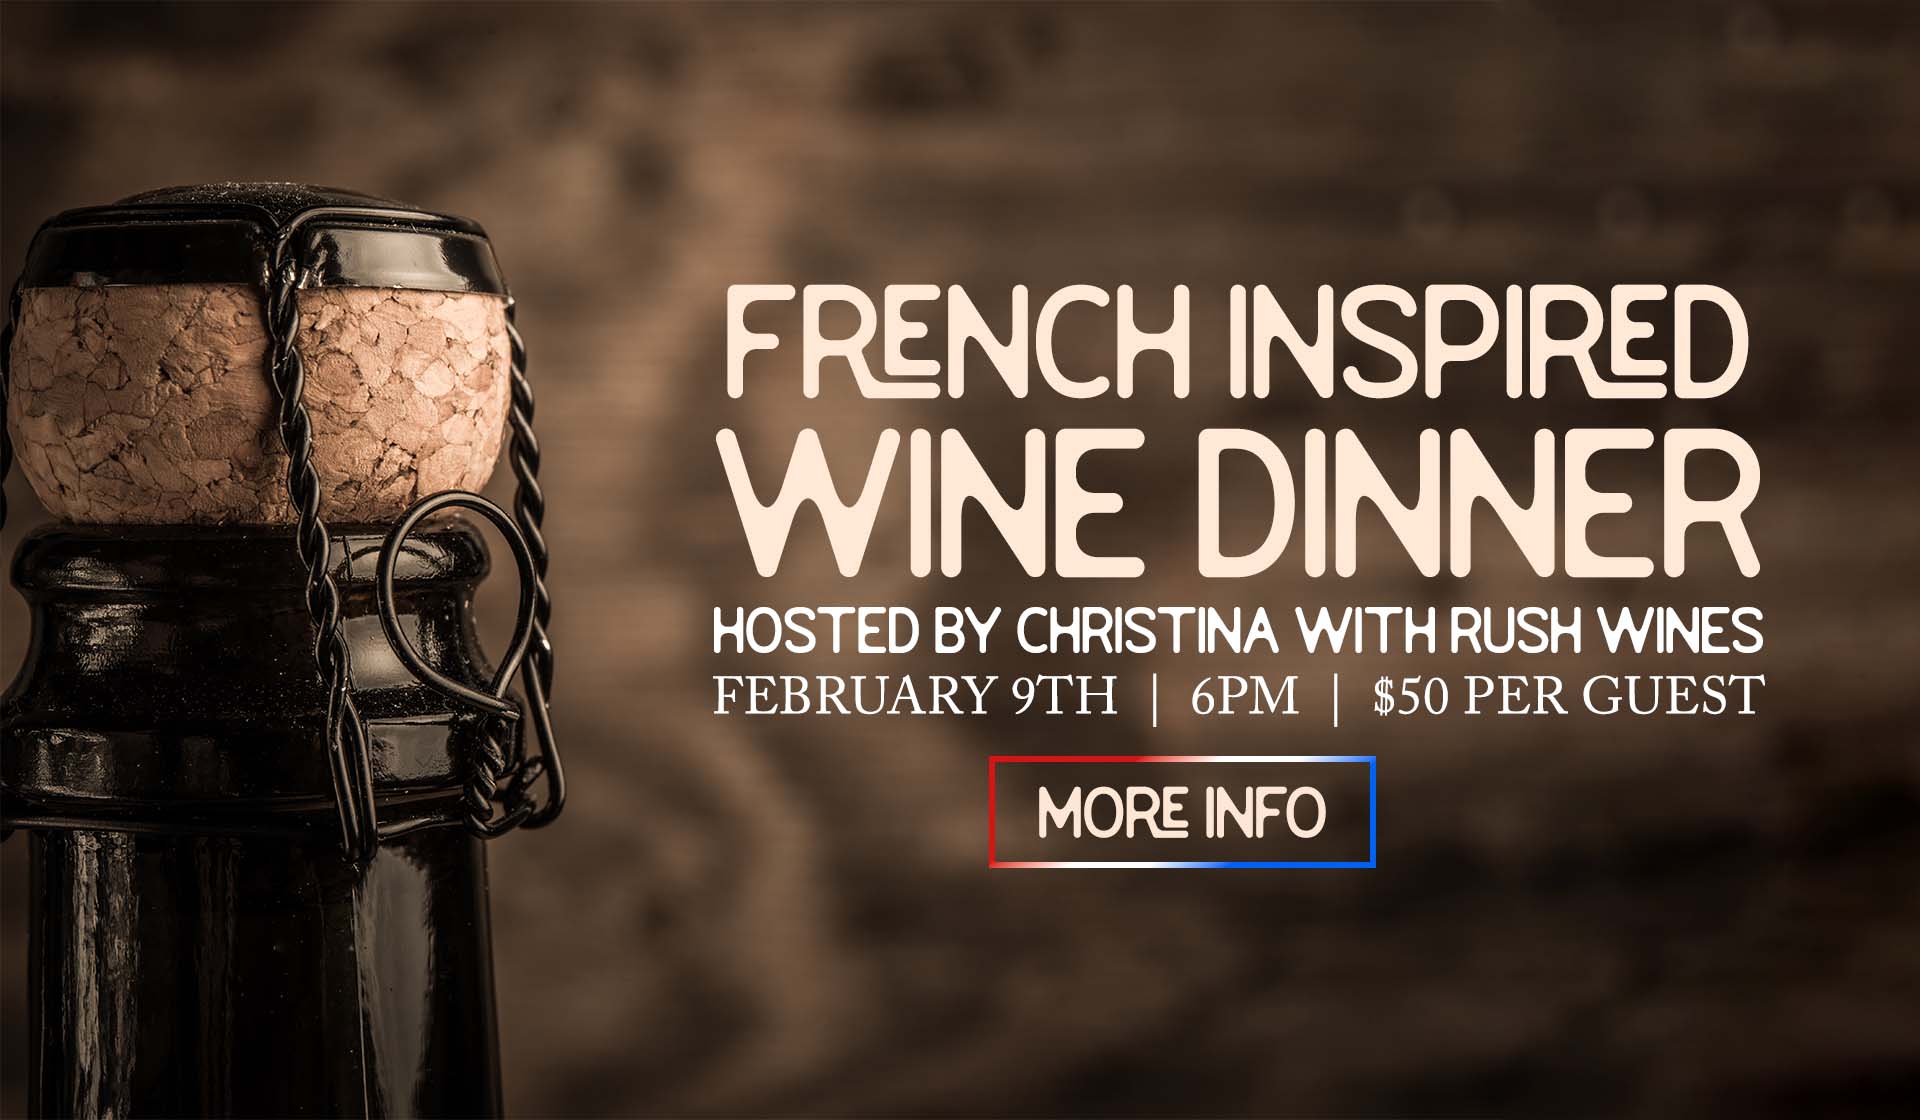 FRENCH INSPIRED
WINE DINNER
HOSTED BY CHRISTINA WITH RUSH WINES
FEBRUARY 9TH | 6PM | $50 PER GUEST
MORE INFO